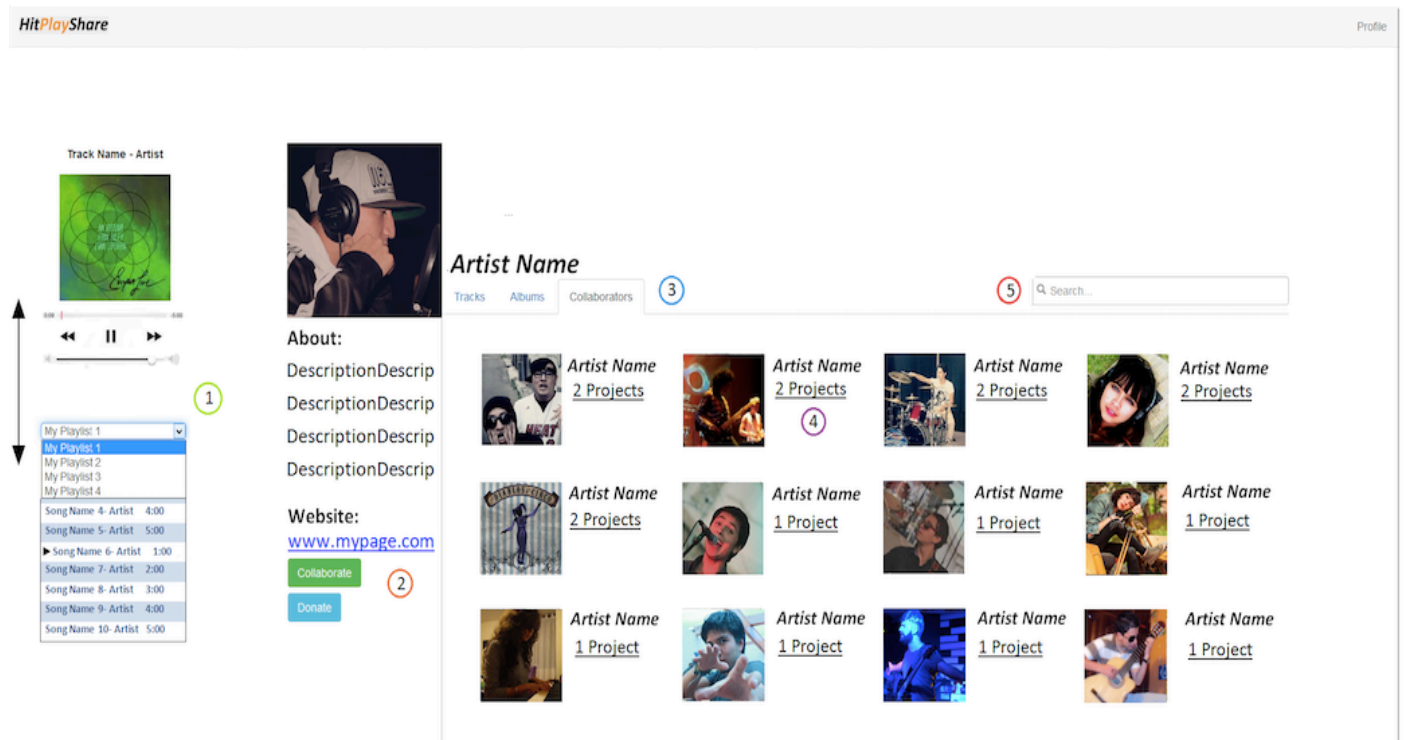 HitPlayShare
Profile
Track Name - Artist
0:00
-0:00
1
My Playlist 1
My Playlist 1
My Playlist 2
My Playlist 3
My Playlist 4
Song Name 4- Artist 4:00
Song Name 5- Artist 5:00
Song Name 6- Artist 1:00
Song Name 7- Artist 2:00
Song Name 8- Artist 3:00
Song Name 9- Artist 4:00
Song Name 10- Artist 5:00
About:
DescriptionDescrip
DescriptionDescrip
DescriptionDescrip
DescriptionDescrip
Website:
www.mypage.com
Collaborate
2
Donate
...
Artist Name
Tracks Albums Collaborators 3
5 Search...
Artist Name
2 Projects
Artist Name
2 Projects
4
Artist Name
2 Projects
Artist Name
2 Projects
HEAT
Artist Name
2 Projects
Artist Name
1 Project
Artist Name
1 Project
Artist Name
1 Project
Artist Name
1 Project
Artist Name
1 Project
Artist Name
1 Project
Artist Name
1 Project